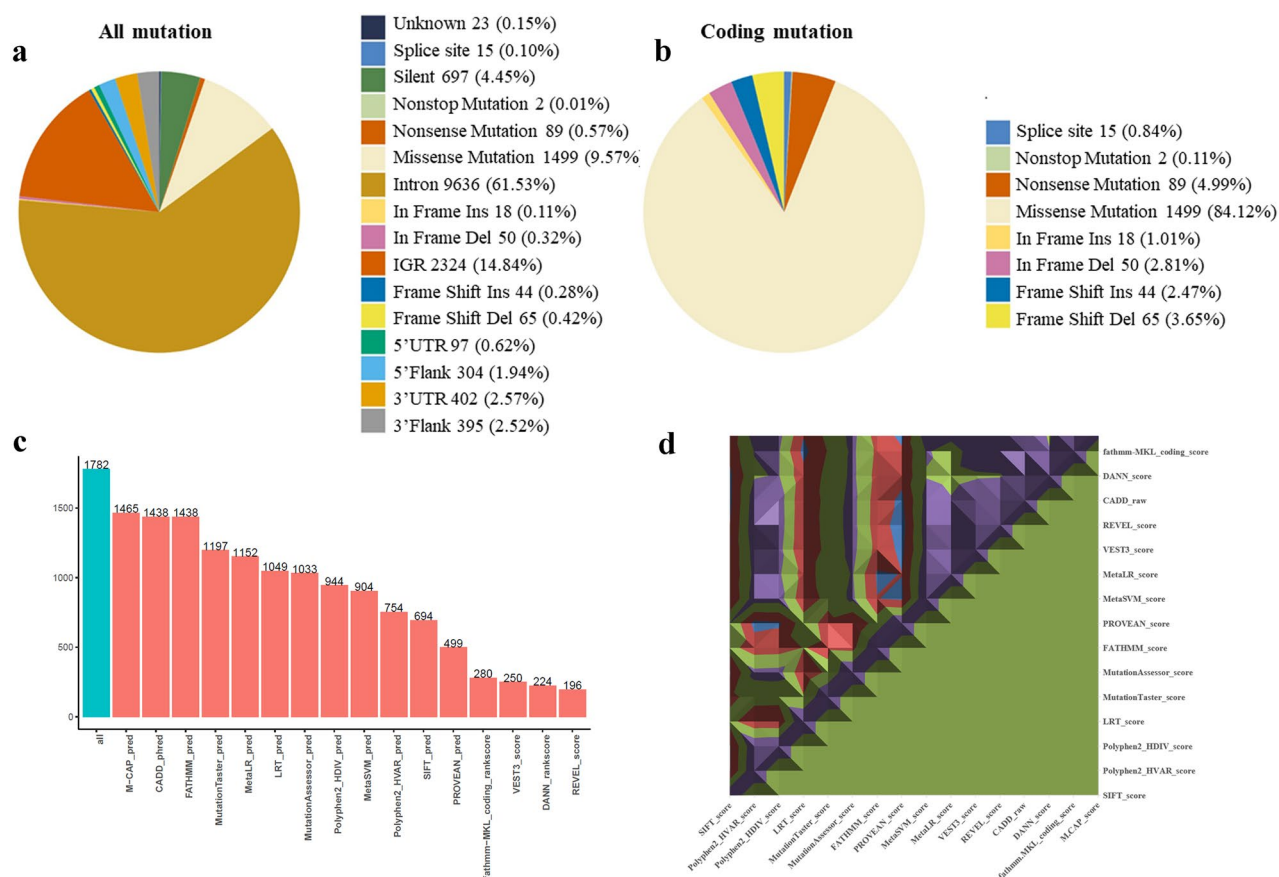 a
All mutation
Unknown 23 (0.15%)
Splice site 15 (0.10%)
Silent 697 (4.45%)
Nonstop Mutation 2 (0.01%)
Nonsense Mutation 89 (0.57%)
Missense Mutation 1499 (9.57%)
Intron 9636 (61.53%)
In Frame Ins 18 (0.11%)
In Frame Del 50 (0.32%)
IGR 2324 (14.84%)
Frame Shift Ins 44 (0.28%)
Frame Shift Del 65 (0.42%)
5'UTR 97 (0.62%)
5'Flank 304 (1.94%)
3'UTR 402 (2.57%)
3'Flank 395 (2.52%)
b
Coding mutation
Splice site 15 (0.84%)
Nonstop Mutation 2 (0.11%)
Nonsense Mutation 89 (4.99%)
Missense Mutation 1499 (84.12%)
In Frame Ins 18 (1.01%)
In Frame Del 50 (2.81%)
Frame Shift Ins 44 (2.47%)
Frame Shift Del 65 (3.65%)
c
1500
1000
500
0
1782
1465
1438
1438
1197
1152
1049
1033
944
904
754
694
499
280
250
224
196
all
M-CAP_pred
CADD_phred
FATHMM_pred
MutationTaster_pred
MetaLR_pred
LRT_pred
MutationAssessor_pred
Polyphen2_HDIV_pred
MetaSVM_pred
Polyphen2_HVAR_pred
SIFT_pred
PROVEAN_pred
fathmm-MKL_coding_rankscore
VEST3_score
DANN_rankscore
REVEL_score
d
fathmm-MKL_coding_score
DANN_score
CADD_raw
REVEL_score
VEST3_score
MetaLR_score
MetaSVM_score
PROVEAN_score
FATHMM_score
MutationAssessor_score
MutationTaster_score
LRT_score
Polyphen2_HDIV_score
Polyphen2_HVAR_score
SIFT_score
SIFT_score
Polyphen2_HVAR_score
Polyphen2_HDIV_score
LRT_score
MutationTaster_score
MutationAssessor_score
FATHMM_score
PROVEAN_score
MetaSVM_score
MetaLR_score
VEST3_score
REVEL_score
CADD_raw
DANN_score
fathmm.MKL_coding_score
M.CAP_score